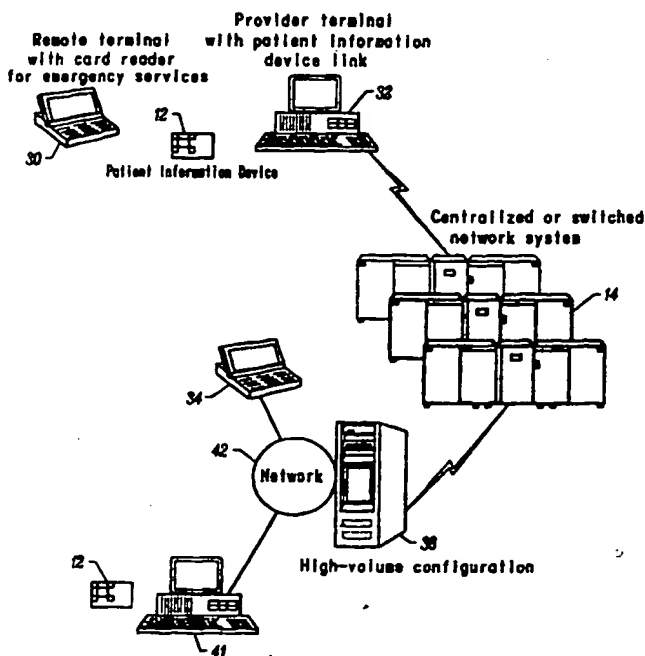 Provider terminal
with patient information
device link
Remote terminal
with card reader
for emergency services
32
12
30
Patient Information Device
Centralized or switched
network system
14
34
42
Network
38
High-volume configuration
12
41